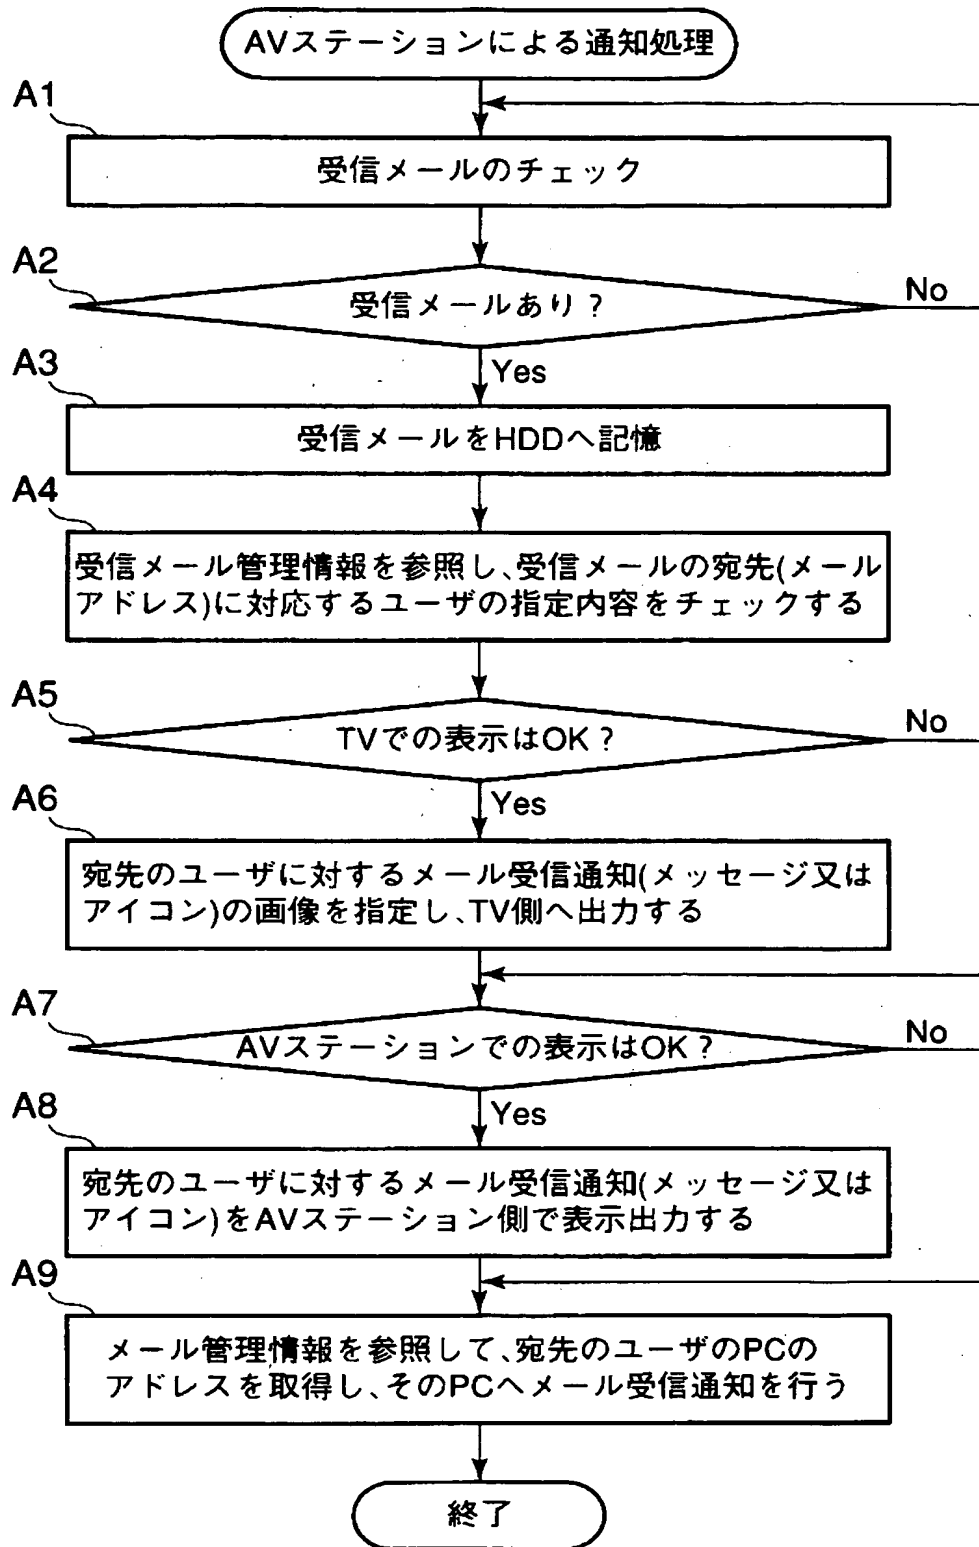 AVステーションによる通知処理
A1
受信メールのチェック
A2
受信メールあり?
No
Yes
A3
受信メールをHDDへ記憶
A4
受信メール管理情報を参照し、受信メールの宛先(メール
アドレス)に対応するユーザの指定内容をチェックする
A5
TVでの表示はOK?
No
Yes
A6
宛先のユーザに対するメール受信通知(メッセージ又は
アイコン)の画像を指定し、TV側へ出力する
A7
AVステーションでの表示はOK?
No
Yes
A8
宛先のユーザに対するメール受信通知(メッセージ又は
アイコン)をAVステーション側で表示出力する
A9
メール管理情報を参照して、宛先のユーザのPCの
アドレスを取得し、そのPCへメール受信通知を行う
終了